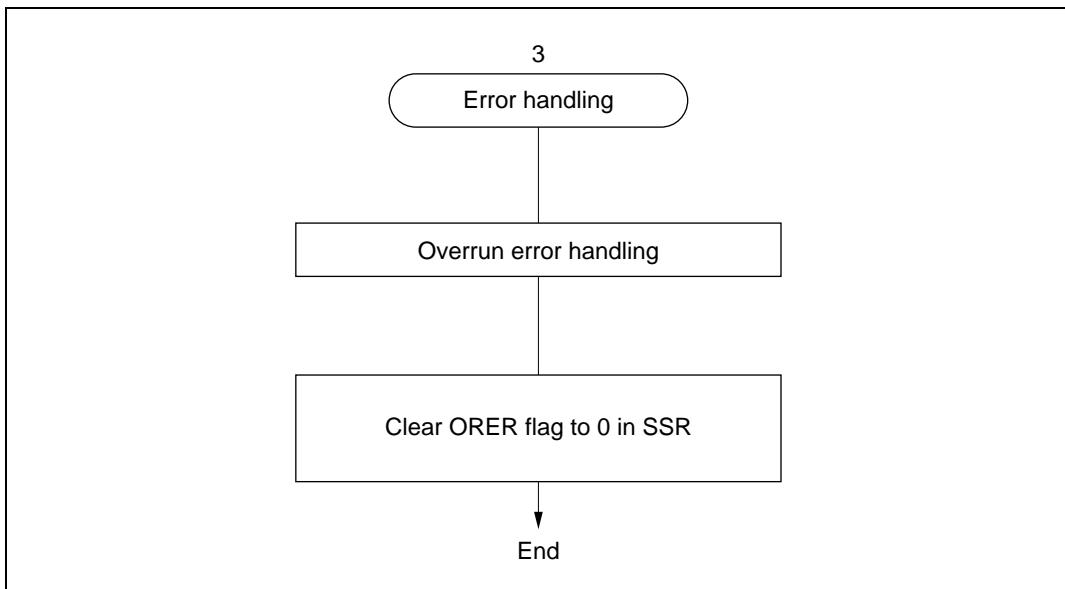 3
Error handling
Overrun error handling
Clear ORER flag to 0 in SSR
End